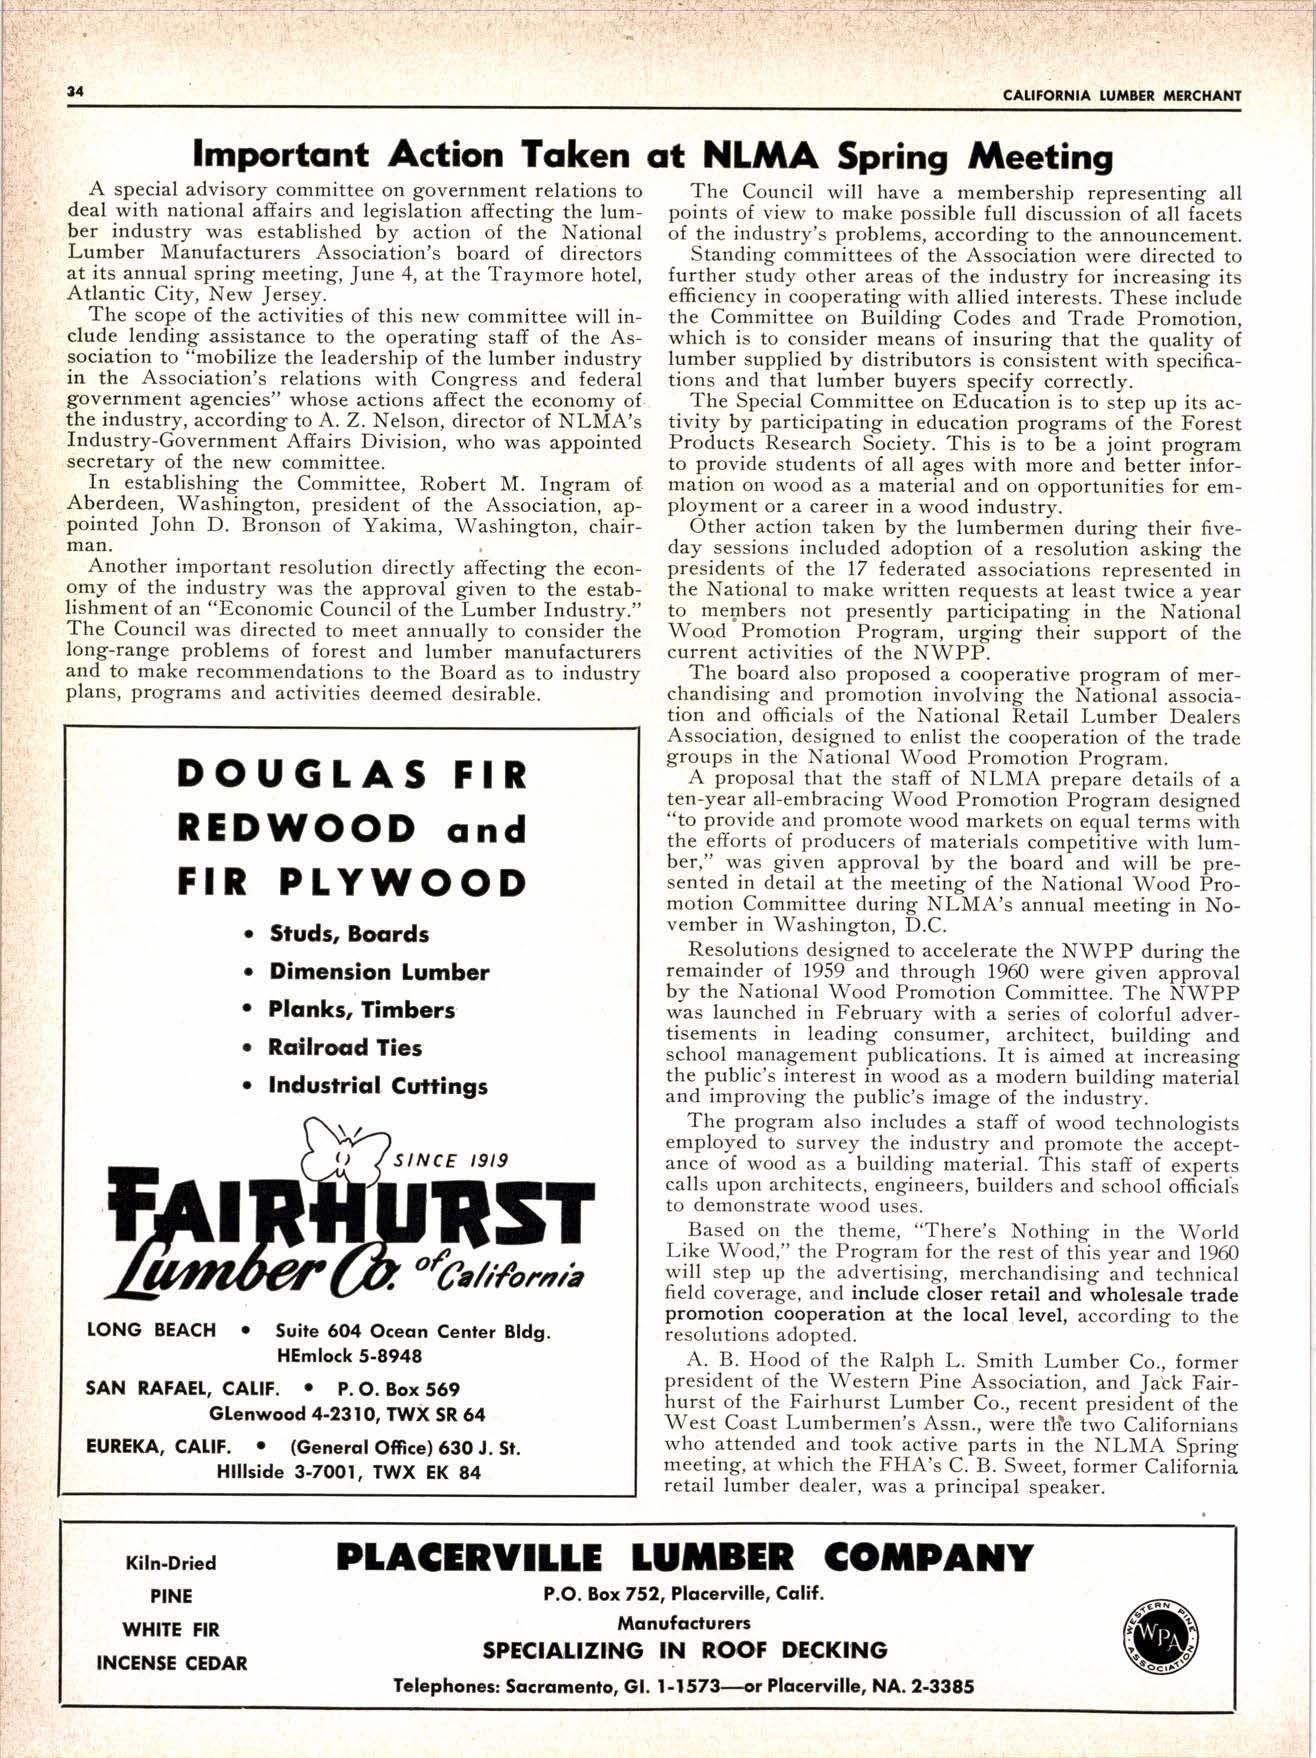 34
CALIFORNIA LUMBER MERCHANT
Important Action Taken at NLMA Spring Meeting
A special advisory committee on government relations to
deal with national affairs and legislation affecting the lum-
ber industry was established by action of the National
Lumber Manufacturers Association's board of directors
at its annual spring meeting, June 4, at the Traymore hotel,
Atlantic City, New Jersey.
The scope of the activities of this new committee will in-
clude lending assistance to the operating staff of the As-
sociation to "mobilize the leadership of the lumber industry
in the Association's relations with Congress and federal
government agencies" whose actions affect the economy of
the industry, according to A. Z. Nelson, director of NLMA's
Industry-Government Affairs Division, who was appointed
secretary of the new committee.
In establishing the Committee, Robert M. Ingram of
Aberdeen, Washington, president of the Association, ap-
pointed John D. Bronson of Yakima, Washington, chair-
man.
Another important resolution directly affecting the econ-
omy of the industry was the approval given to the estab-
lishment of an "Economic Council of the Lumber Industry."
The Council was directed to meet annually to consider the
long-range problems of forest and lumber manufacturers
and to make recommendations to the Board as to industry
plans, programs and activities deemed desirable.
The Council will have a membership representing all
points of view to make possible full discussion of all facets
of the industry's problems, according to the announcement.
Standing committees of the Association were directed to
further study other areas of the industry for increasing its
efficiency in cooperating with allied interests. These include
the Committee on Building Codes and Trade Promotion,
which is to consider means of insuring that the quality of
lumber supplied by distributors is consistent with specifica-
tions and that lumber buyers specify correctly.
The Special Committee on Education is to step up its ac-
tivity by participating in education programs of the Forest
Products Research Society. This is to be a joint program
to provide students of all ages with more and better infor-
mation on wood as a material and on opportunities for em-
ployment or a career in a wood industry.
Other action taken by the lumbermen during their five-
day sessions included adoption of a resolution asking the
presidents of the 17 federated associations represented in
the National to make written requests at least twice a year
to members not presently participating in the National
Wood Promotion Program, urging their support of the
current activities of the NWPP.
The board also proposed a cooperative program of mer-
chandising and promotion involving the National associa-
tion and officials of the National Retail Lumber Dealers
Association, designed to enlist the cooperation of the trade
groups in the National Wood Promotion Program.
A proposal that the staff of NLMA prepare details of a
ten-year all-embracing Wood Promotion Program designed
"to provide and promote wood markets on equal terms with
the efforts of producers of materials competitive with lum-
ber," was given approval by the board and will be pre-
sented in detail at the meeting of the National Wood Pro-
motion Committee during NLMA's annual meeting in No-
vember in Washington, D.C.
Resolutions designed to accelerate the NWPP during the
remainder of 1959 and through 1960 were given approval
by the National Wood Promotion Committee. The NWPP
was launched in February with a series of colorful adver-
tisements in leading consumer, architect, building and
school management publications. It is aimed at increasing
the public's interest in wood as a modern building material
and improving the public's image of the industry.
The program also includes a staff of wood technologists
employed to survey the industry and promote the accept-
ance of wood as a building material. This staff of experts
calls upon architects, engineers, builders and school officials
to demonstrate wood uses.
Based on the theme, "There's Nothing in the World
Like Wood," the Program for the rest of this year and 1960
will step up the advertising, merchandising and technical
field coverage, and include closer retail and wholesale trade
promotion cooperation at the local level, according to the
resolutions adopted.
A. B. Hood of the Ralph L. Smith Lumber Co., former
president of the Western Pine Association, and Jack Fair-
hurst of the Fairhurst Lumber Co., recent president of the
West Coast Lumbermen's Assn., were the two Californians
who attended and took active parts in the NLMA Spring
meeting, at which the FHA's C. B. Sweet, former California
retail lumber dealer, was a principal speaker.
DOUGLAS FIR
REDWOOD and
FIR PLYWOOD
• Studs, Boards
• Dimension Lumber
• Planks, Timbers
• Railroad Ties
• Industrial Cuttings
SINCE 1919
FAIRHURST
Lumber Co. of California
LONG BEACH • Suite 604 Ocean Center Bldg.
HEmlock 5-8948
SAN RAFAEL, CALIF. • P. O. Box 569
GLenwood 4-2310, TWX SR 64
EUREKA, CALIF. • (General Office) 630 J. St.
HIllside 3-7001, TWX EK 84
Kiln-Dried
PINE
WHITE FIR
INCENSE CEDAR
PLACERVILLE LUMBER COMPANY
P.O. Box 752, Placerville, Calif.
Manufacturers
SPECIALIZING IN ROOF DECKING
Telephones: Sacramento, GI. 1-1573—or Placerville, NA. 2-3385
WESTERN PINE
WPA
ASSOCIATION